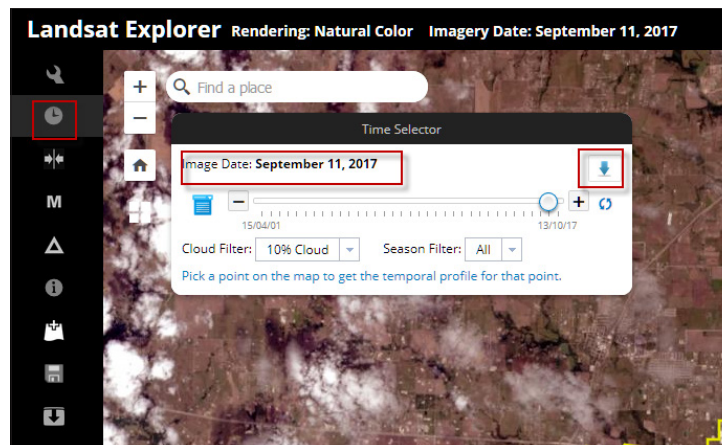 Landsat Explorer Rendering: Natural Color Imagery Date: September 11, 2017
Find a place
Time Selector
Image Date: September 11, 2017
15/04/01 13/10/17
Cloud Filter: 10% Cloud Season Filter: All
Pick a point on the map to get the temporal profile for that point.
M